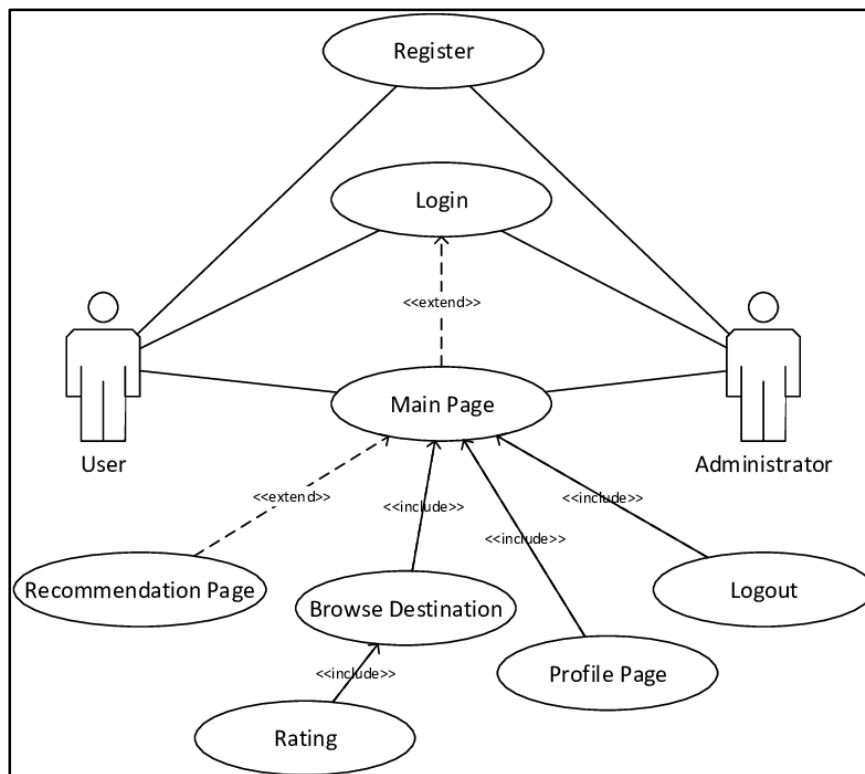 Register
Login
<<extend>>
Main Page
User
Administrator
<<extend>>
<<include>>
<<include>>
<<include>>
Recommendation Page
Browse Destination
Logout
<<include>>
Profile Page
Rating